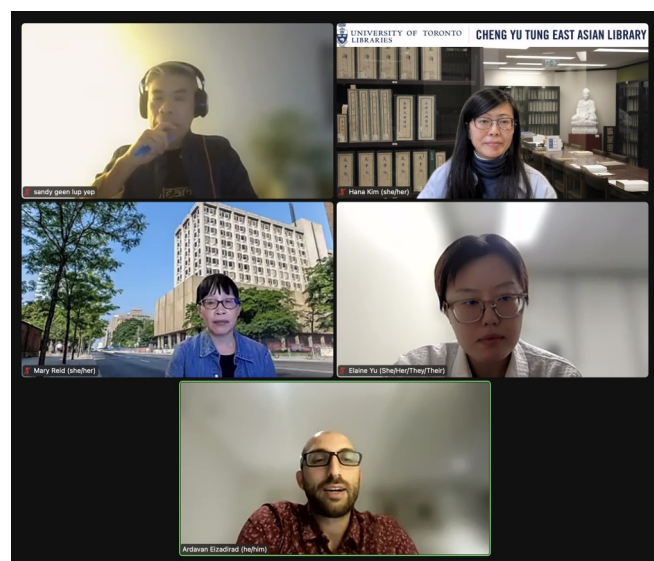 UNIVERSITY OF TORONTO
LIBRARIES
CHENG YU TUNG EAST ASIAN LIBRARY
sandy geen lup yep
Hana Kim (she/her)
Mary Reid (she/her)
Elaine Yu (She/Her/They/Their)
Ardavan Eizadirad (he/him)